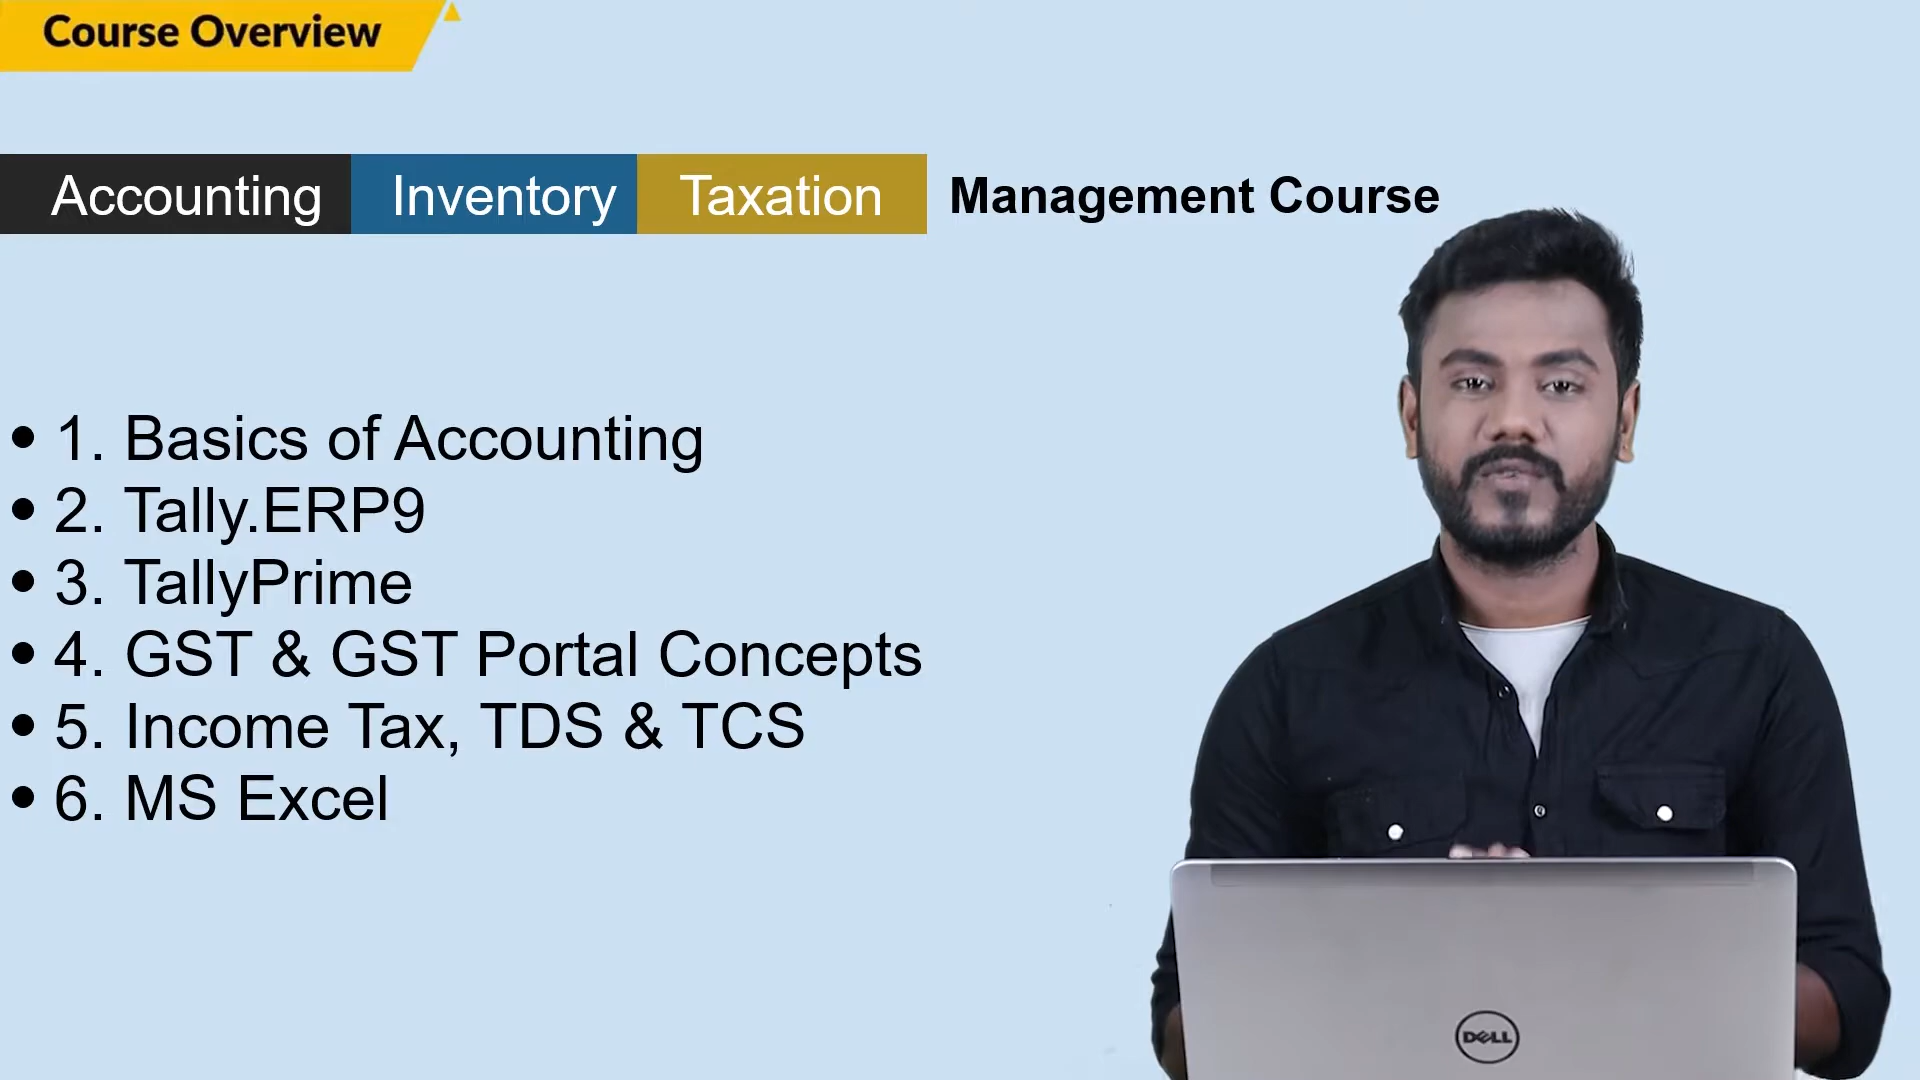 Course Overview
Accounting Inventory Taxation Management Course
• 1. Basics of Accounting
• 2. Tally.ERP9
• 3. TallyPrime
• 4. GST & GST Portal Concepts
• 5. Income Tax, TDS & TCS
• 6. MS Excel
DELL